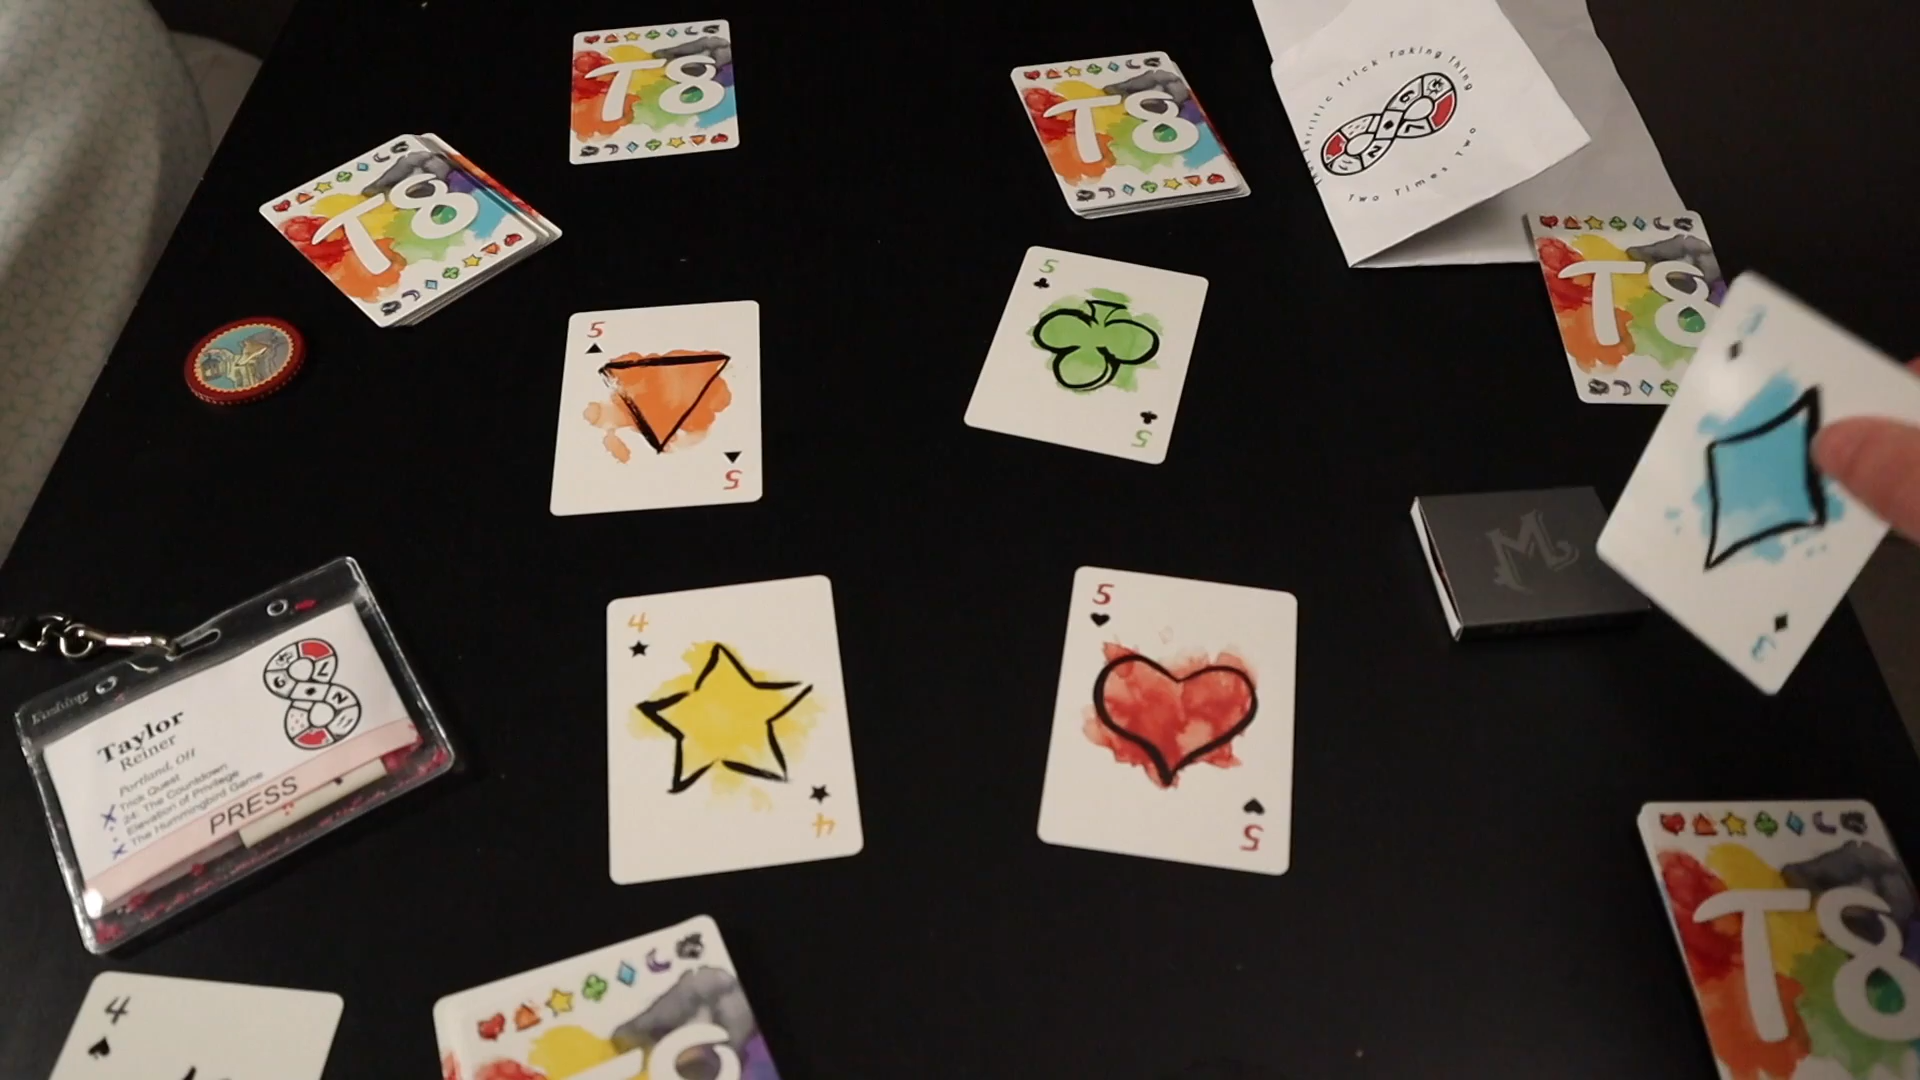 T8
T8
T8
Trick Taking Thing
Two Times Two
T8
5
5
5
5
M
4
4
5
5
Taylor
Reiner
Portland, OH
Trick Quest
24: The Countdown
Elevation of Privilege
The Hummingbird Game
PRESS
4
T8